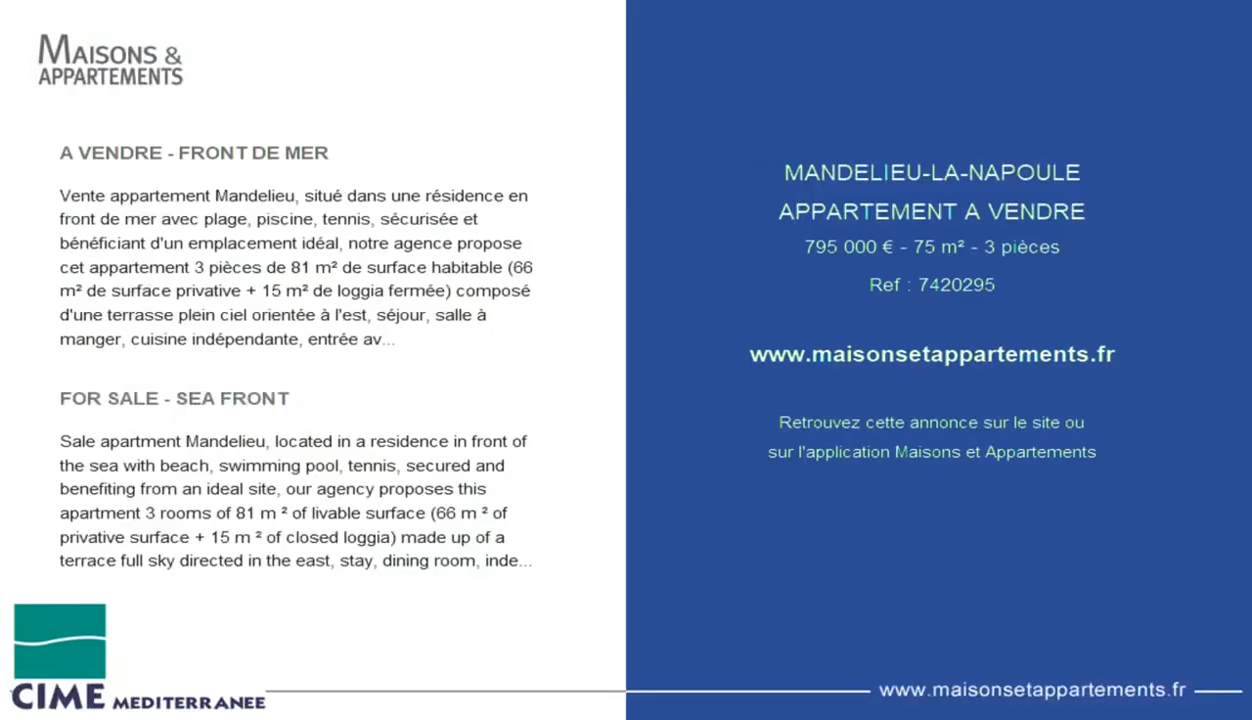 MAISONS &
APPARTEMENTS
A VENDRE - FRONT DE MER
Vente appartement Mandelieu, situé dans une résidence en
front de mer avec plage, piscine, tennis, sécurisée et
bénéficiant d'un emplacement idéal, notre agence propose
cet appartement 3 pièces de 81 m² de surface habitable (66
m² de surface privative + 15 m² de loggia fermée) composé
d'une terrasse plein ciel orientée à l'est, séjour, salle à
manger, cuisine indépendante, entrée av...
FOR SALE - SEA FRONT
Sale apartment Mandelieu, located in a residence in front of
the sea with beach, swimming pool, tennis, secured and
benefiting from an ideal site, our agency proposes this
apartment 3 rooms of 81 m ² of livable surface (66 m ² of
privative surface + 15 m ² of closed loggia) made up of a
terrace full sky directed in the east, stay, dining room, inde...
CIME MEDITERRANEE
MANDELIEU-LA-NAPOULE
APPARTEMENT A VENDRE
795 000 € - 75 m² - 3 pièces
Ref : 7420295
www.maisonsetappartements.fr
Retrouvez cette annonce sur le site ou
sur l'application Maisons et Appartements
www.maisonsetappartements.fr